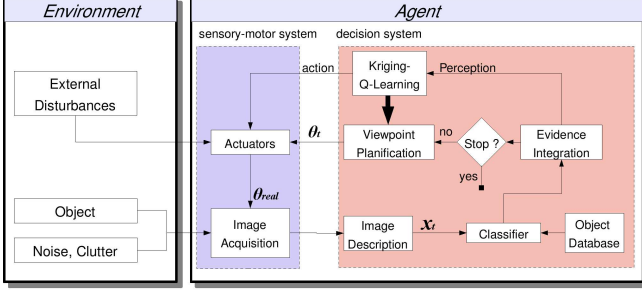 Environment
Agent
sensory-motor system
decision system
External
Disturbances
action
Kriging-
Q-Learning
Perception
Actuators
θt
Viewpoint
Planification
no
Stop ?
Evidence
Integration
yes
θreal
Object
Noise, Clutter
Image
Acquisition
Image
Description
xt
Classifier
Object
Database